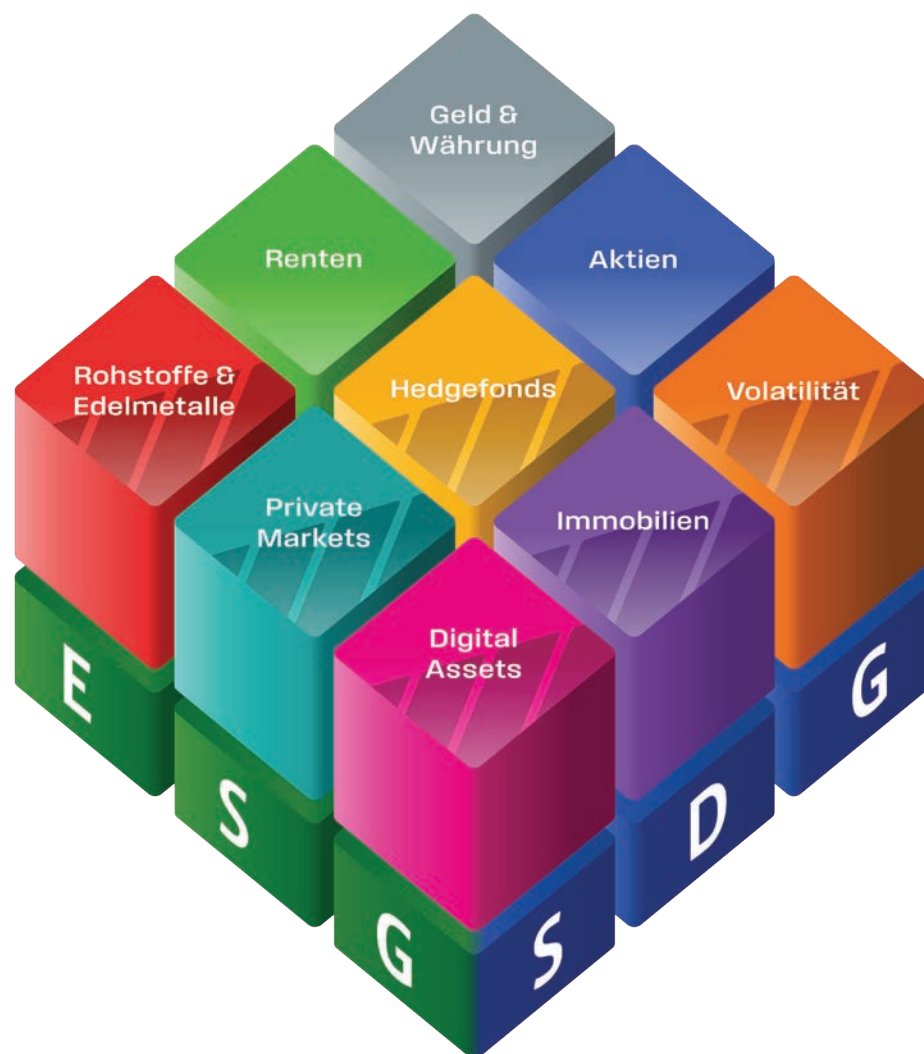 Geld &
Währung
Renten
Aktien
Rohstoffe &
Edelmetalle
Hedgefonds
Volatilität
Private
Markets
Immobilien
Digital
Assets
E
S
G
S
D
G